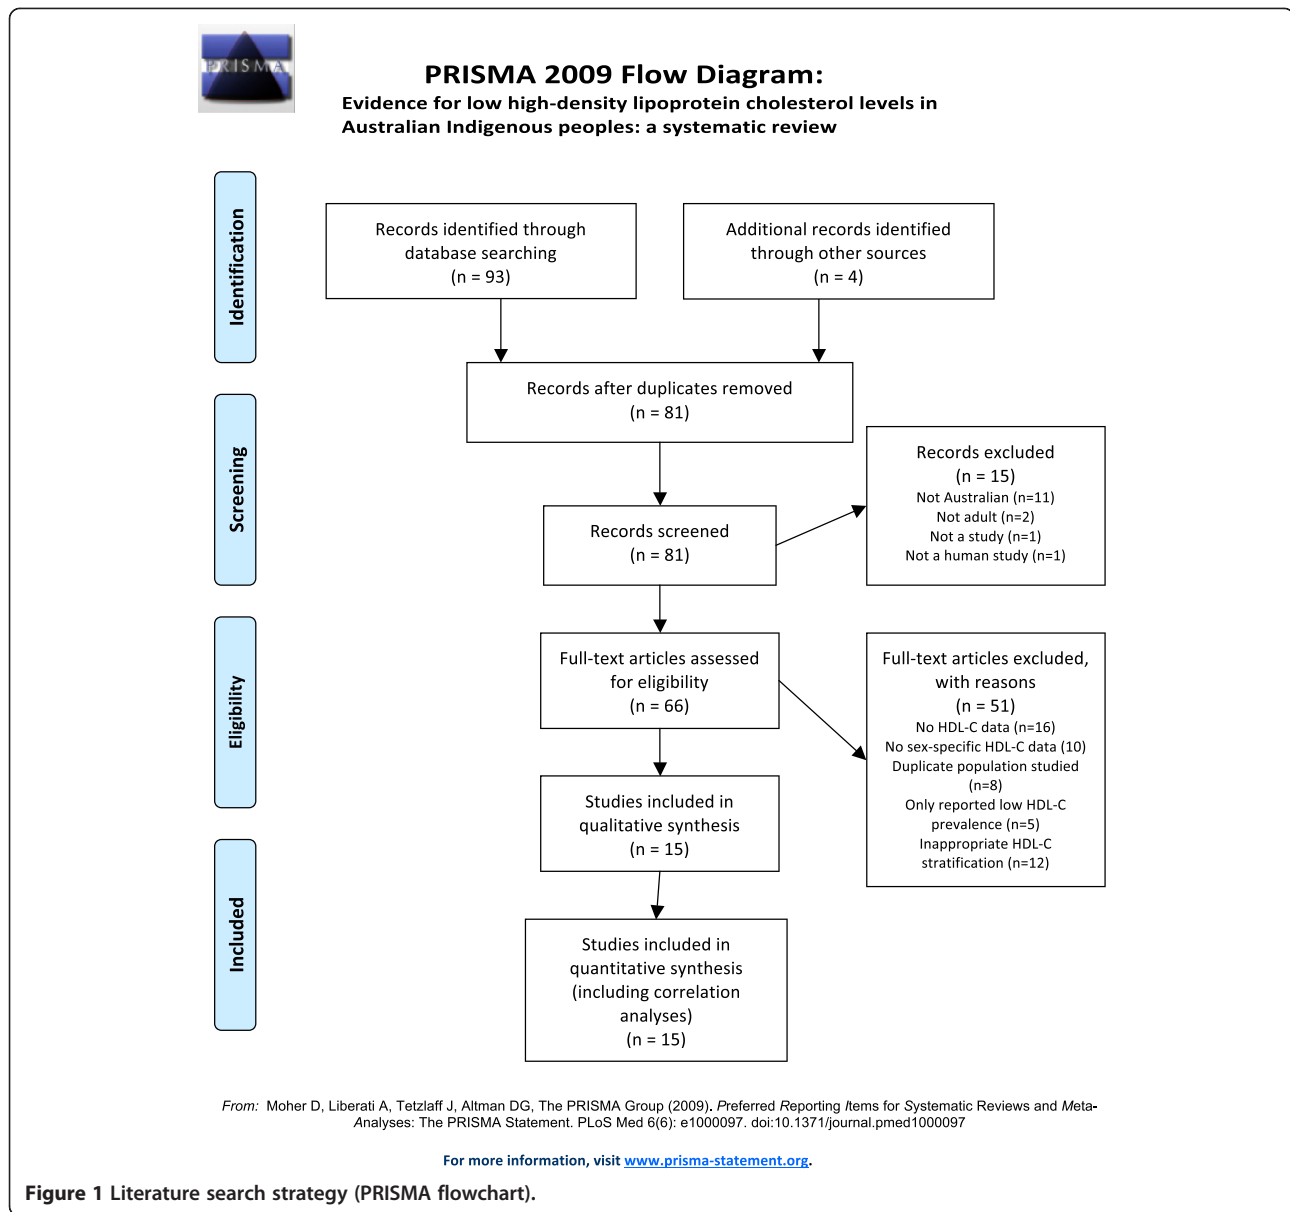 PRISMA
PRISMA 2009 Flow Diagram:
Evidence for low high-density lipoprotein cholesterol levels in
Australian Indigenous peoples: a systematic review
Identification
Records identified through
database searching
(n = 93)
Additional records identified
through other sources
(n = 4)
Records after duplicates removed
(n = 81)
Screening
Records screened
(n = 81)
Records excluded
(n = 15)
Not Australian (n=11)
Not adult (n=2)
Not a study (n=1)
Not a human study (n=1)
Eligibility
Full-text articles assessed
for eligibility
(n = 66)
Full-text articles excluded,
with reasons
(n = 51)
No HDL-C data (n=16)
No sex-specific HDL-C data (10)
Duplicate population studied
(n=8)
Only reported low HDL-C
prevalence (n=5)
Inappropriate HDL-C
stratification (n=12)
Studies included in
qualitative synthesis
(n = 15)
Included
Studies included in
quantitative synthesis
(including correlation
analyses)
(n = 15)
From: Moher D, Liberati A, Tetzlaff J, Altman DG, The PRISMA Group (2009). Preferred Reporting Items for Systematic Reviews and Meta-
Analyses: The PRISMA Statement. PLoS Med 6(6): e1000097. doi:10.1371/journal.pmed1000097
For more information, visit www.prisma-statement.org.
Figure 1 Literature search strategy (PRISMA flowchart).